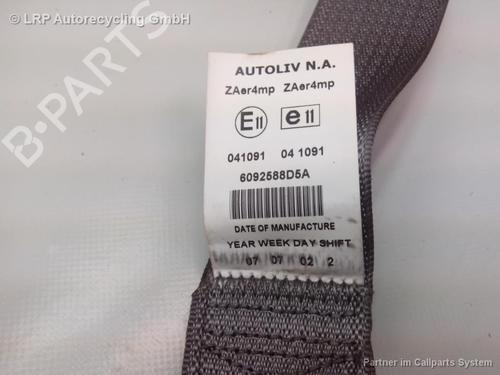 LRP Autorecycling GmbH
AUTOLIV N.A.
ZAer4mp ZAer4mp
E11 e11
041091 04 1091
6092588D5A
DATE OF MANUFACTURE
YEAR WEEK DAY SHIFT
07 07 02 2
Partner im Callparts System